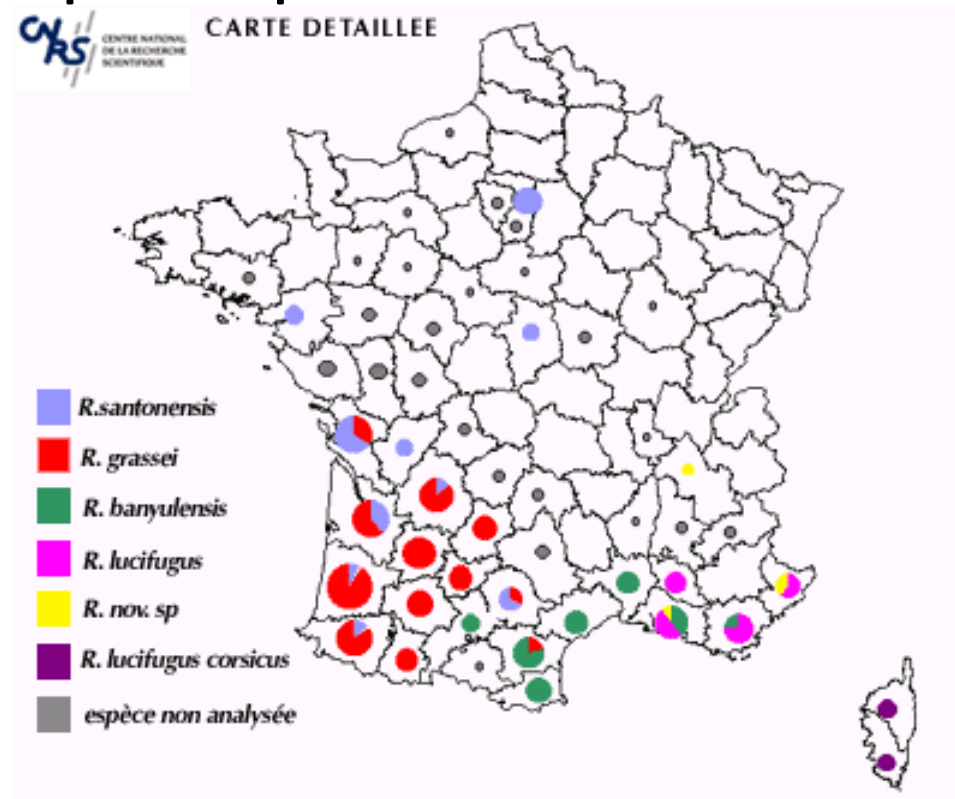 CNRS
CENTRE NATIONAL
DE LA RECHERCHE
SCIENTIFIQUE
CARTE DETAILLEE
R.santonensis
R. grassei
R. banyulensis
R. lucifugus
R. nov. sp
R. lucifugus corsicus
espèce non analysée